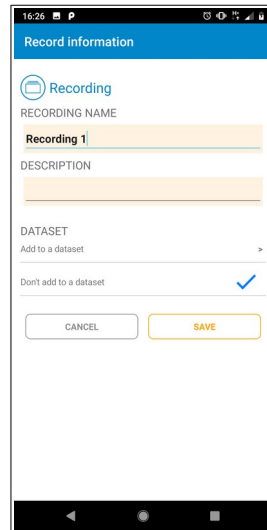 16:26
Record information
Recording
RECORDING NAME
Recording 1
DESCRIPTION
DATASET
Add to a dataset >
Don't add to a dataset
CANCEL SAVE